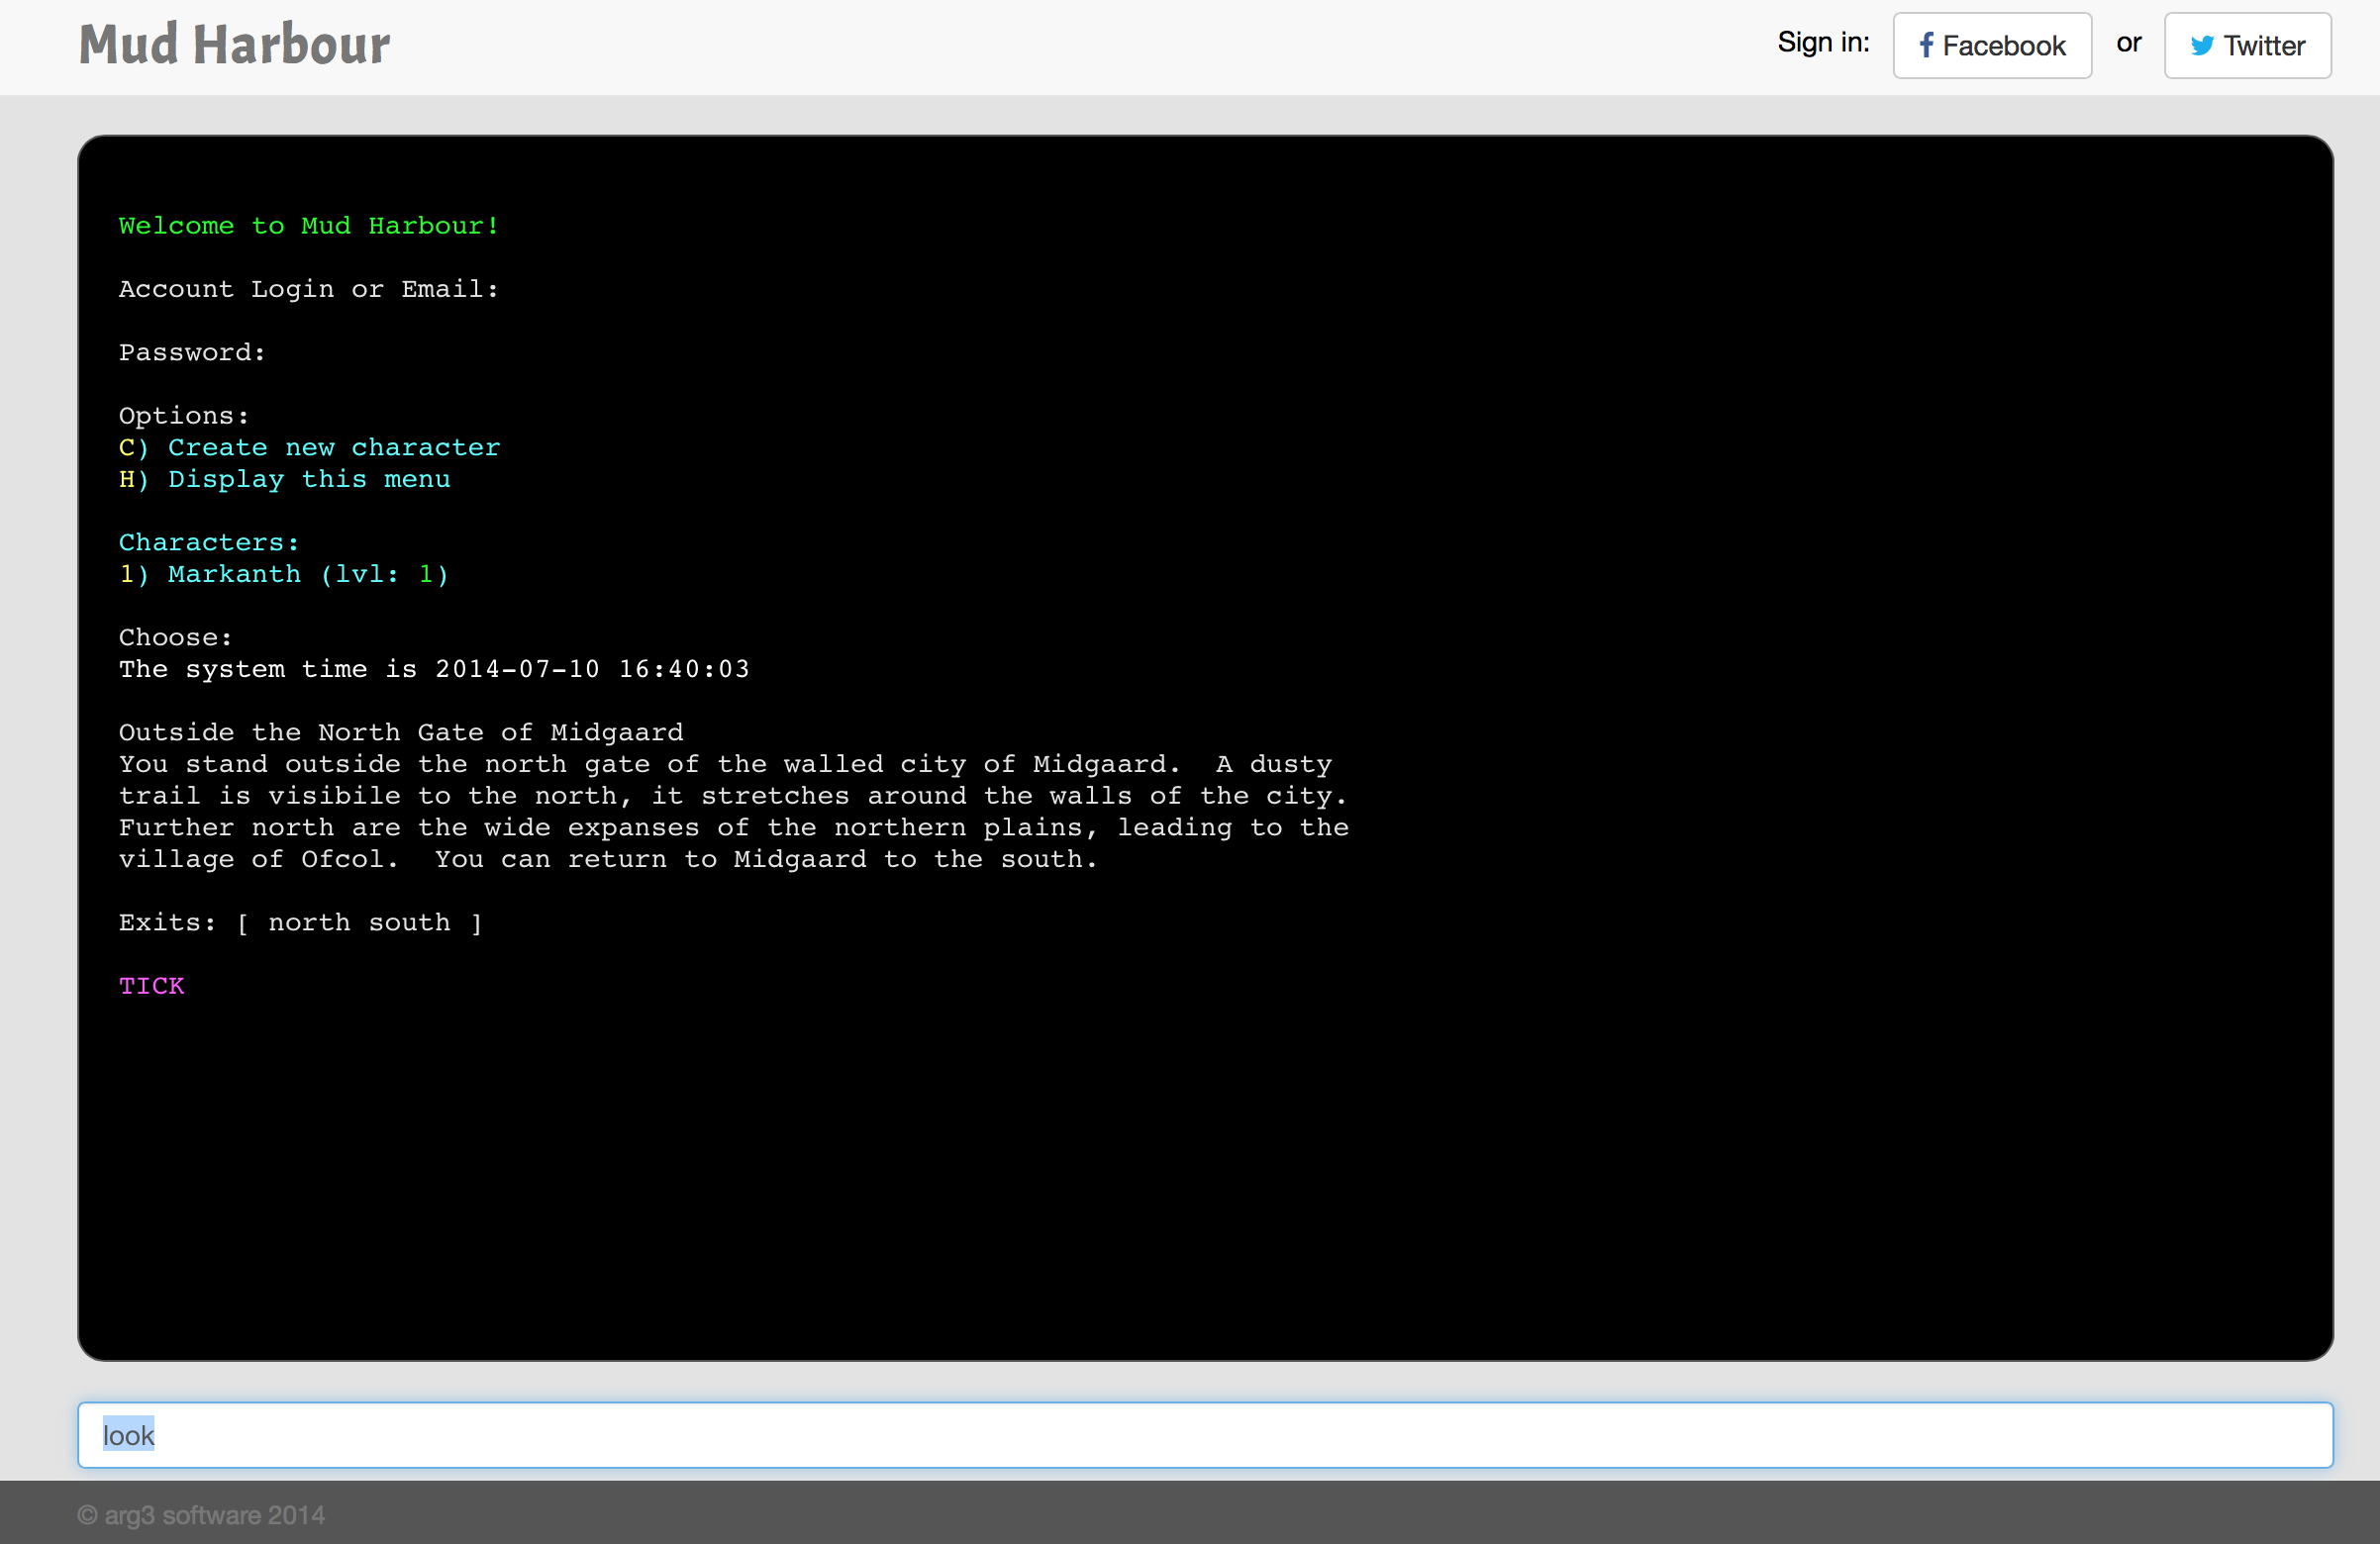 Mud Harbour
Sign in: Facebook or Twitter
Welcome to Mud Harbour!
Account Login or Email:
Password:
Options:
C) Create new character
H) Display this menu
Characters:
1) Markanth (lvl: 1)
Choose:
The system time is 2014-07-10 16:40:03
Outside the North Gate of Midgaard
You stand outside the north gate of the walled city of Midgaard.  A dusty
trail is visibile to the north, it stretches around the walls of the city.
Further north are the wide expanses of the northern plains, leading to the
village of Ofcol.  You can return to Midgaard to the south.
Exits: [ north south ]
TICK
look
© arg3 software 2014